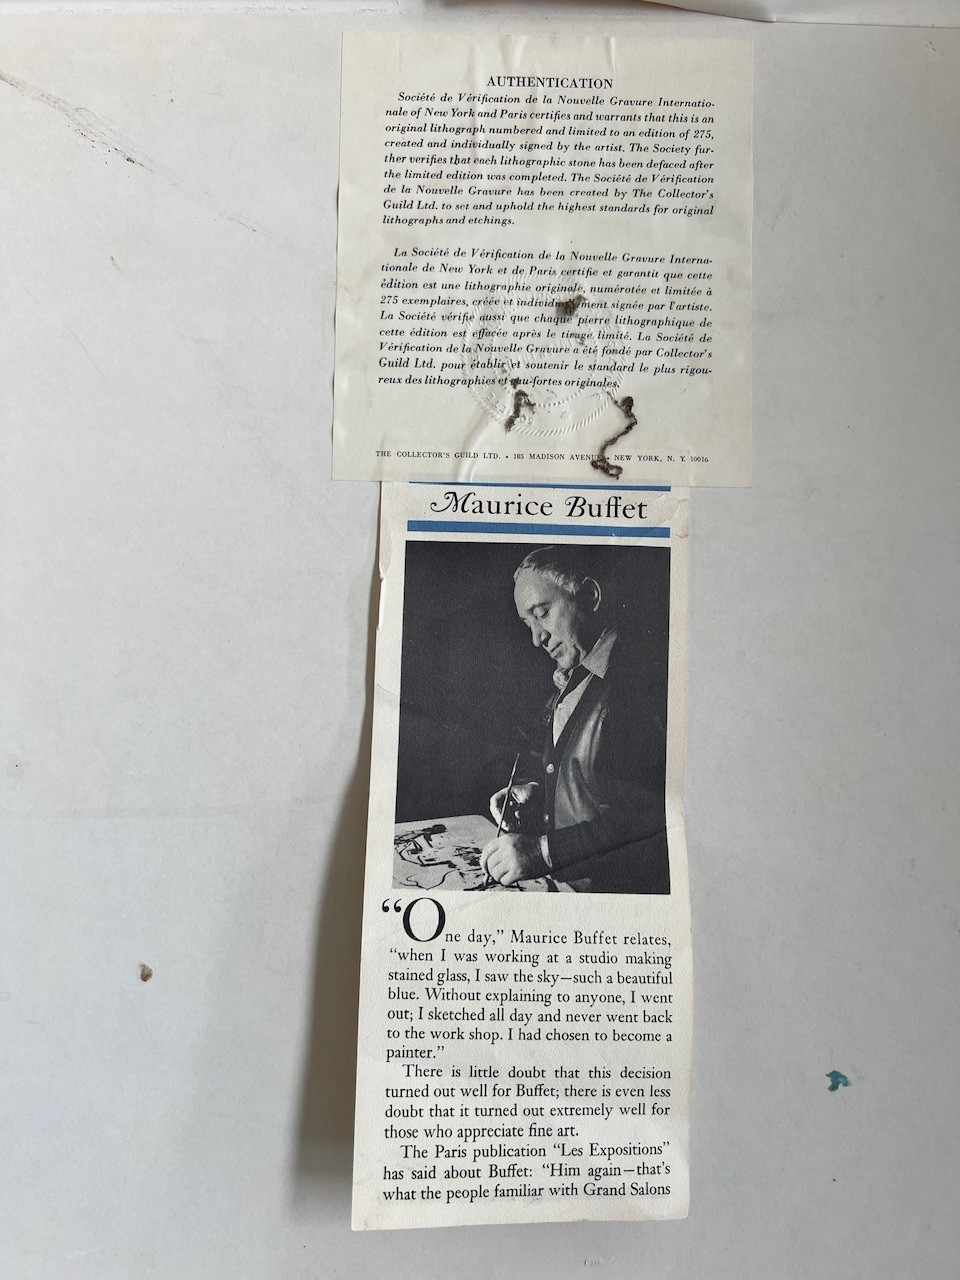 AUTHENTICATION
Société de Vérification de la Nouvelle Gravure Internatio-
nale of New York and Paris certifies and warrants that this is an
original lithograph numbered and limited to an edition of 275,
created and individually signed by the artist. The Society fur-
ther verifies that each lithographic stone has been defaced after
the limited edition was completed. The Société de Vérification
de la Nouvelle Gravure has been created by The Collector's
Guild Ltd. to set and uphold the highest standards for original
lithographs and etchings.
La Société de Vérification de la Nouvelle Gravure Interna-
tionale de New York et de Paris certifie et garantit que cette
édition est une lithographie originale, numérotée et limitée à
275 exemplaires, créée et signée par l'artiste.
La Société vérifie aussi que chaque pierre lithographique de
cette édition est effacée après le tirage limité. La Société de
Vérification de la Nouvelle Gravure a été fondé par Collector's
Guild Ltd. pour établir et soutenir le standard le plus rigou-
reux des lithographies et eau-fortes originales.
THE COLLECTOR'S GUILD LTD. • 185 MADISON AVENUE • NEW YORK, N. Y. 10016
Maurice Buffet
“One day,” Maurice Buffet relates,
“when I was working at a studio making
stained glass, I saw the sky—such a beautiful
blue. Without explaining to anyone, I went
out; I sketched all day and never went back
to the work shop. I had chosen to become a
painter.”
There is little doubt that this decision
turned out well for Buffet; there is even less
doubt that it turned out extremely well for
those who appreciate fine art.
The Paris publication “Les Expositions”
has said about Buffet: “Him again—that's
what the people familiar with Grand Salons